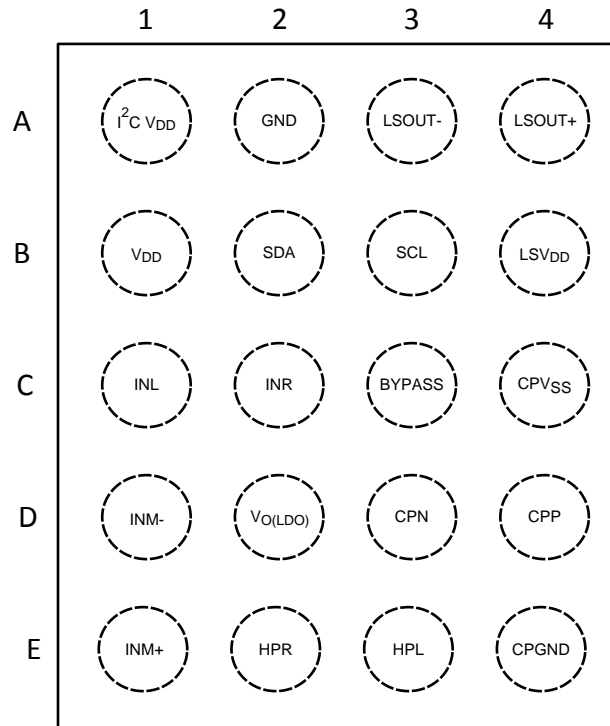 1 2 3 4
A I²C VDD GND LSOUT- LSOUT+
B VDD SDA SCL LSVDD
C INL INR BYPASS CPVSS
D INM- VO(LDO) CPN CPP
E INM+ HPR HPL CPGND